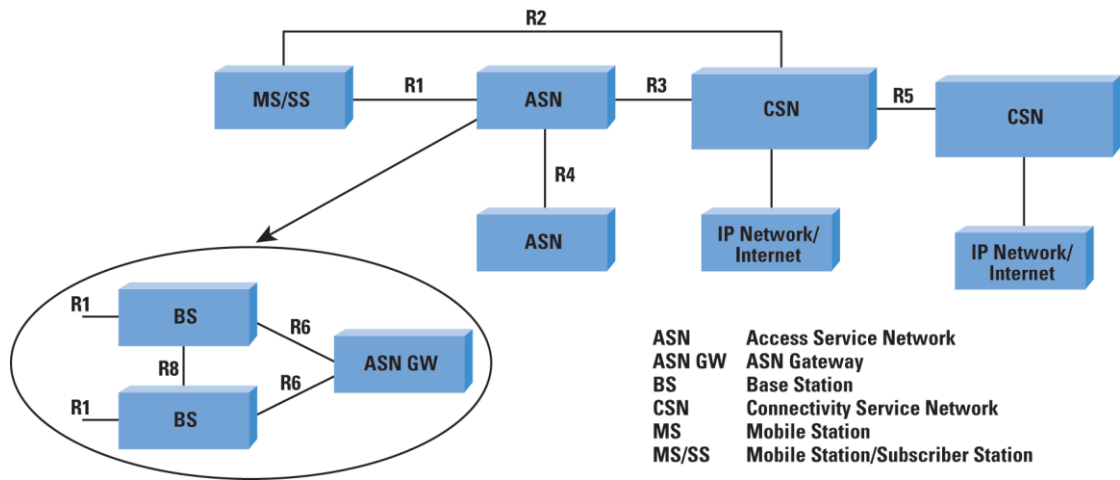 R2
MS/SS
R1
ASN
R3
CSN
R5
CSN
R4
ASN
IP Network/
Internet
IP Network/
Internet
R1
BS
R6
ASN GW
R8
R6
R1
BS
ASN Access Service Network
ASN GW ASN Gateway
BS Base Station
CSN Connectivity Service Network
MS Mobile Station
MS/SS Mobile Station/Subscriber Station